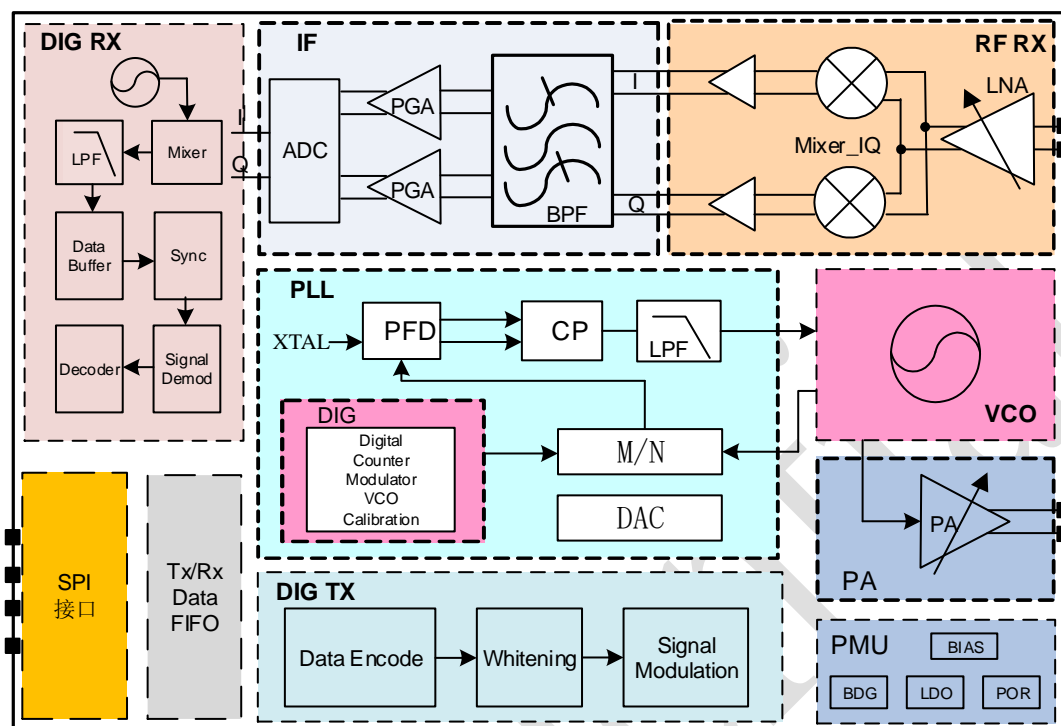 DIG RX
I
Q
LPF
Mixer
Data
Buffer
Sync
Decoder
Signal
Demod
IF
ADC
PGA
PGA
BPF
I
Q
RF RX
LNA
Mixer_IQ
PLL
XTAL
PFD
CP
LPF
DIG
Digital
Counter
Modulator
VCO
Calibration
M/N
DAC
VCO
PA
PA
SPI
接口
Tx/Rx
Data
FIFO
DIG TX
Data Encode
Whitening
Signal
Modulation
PMU
BIAS
BDG
LDO
POR